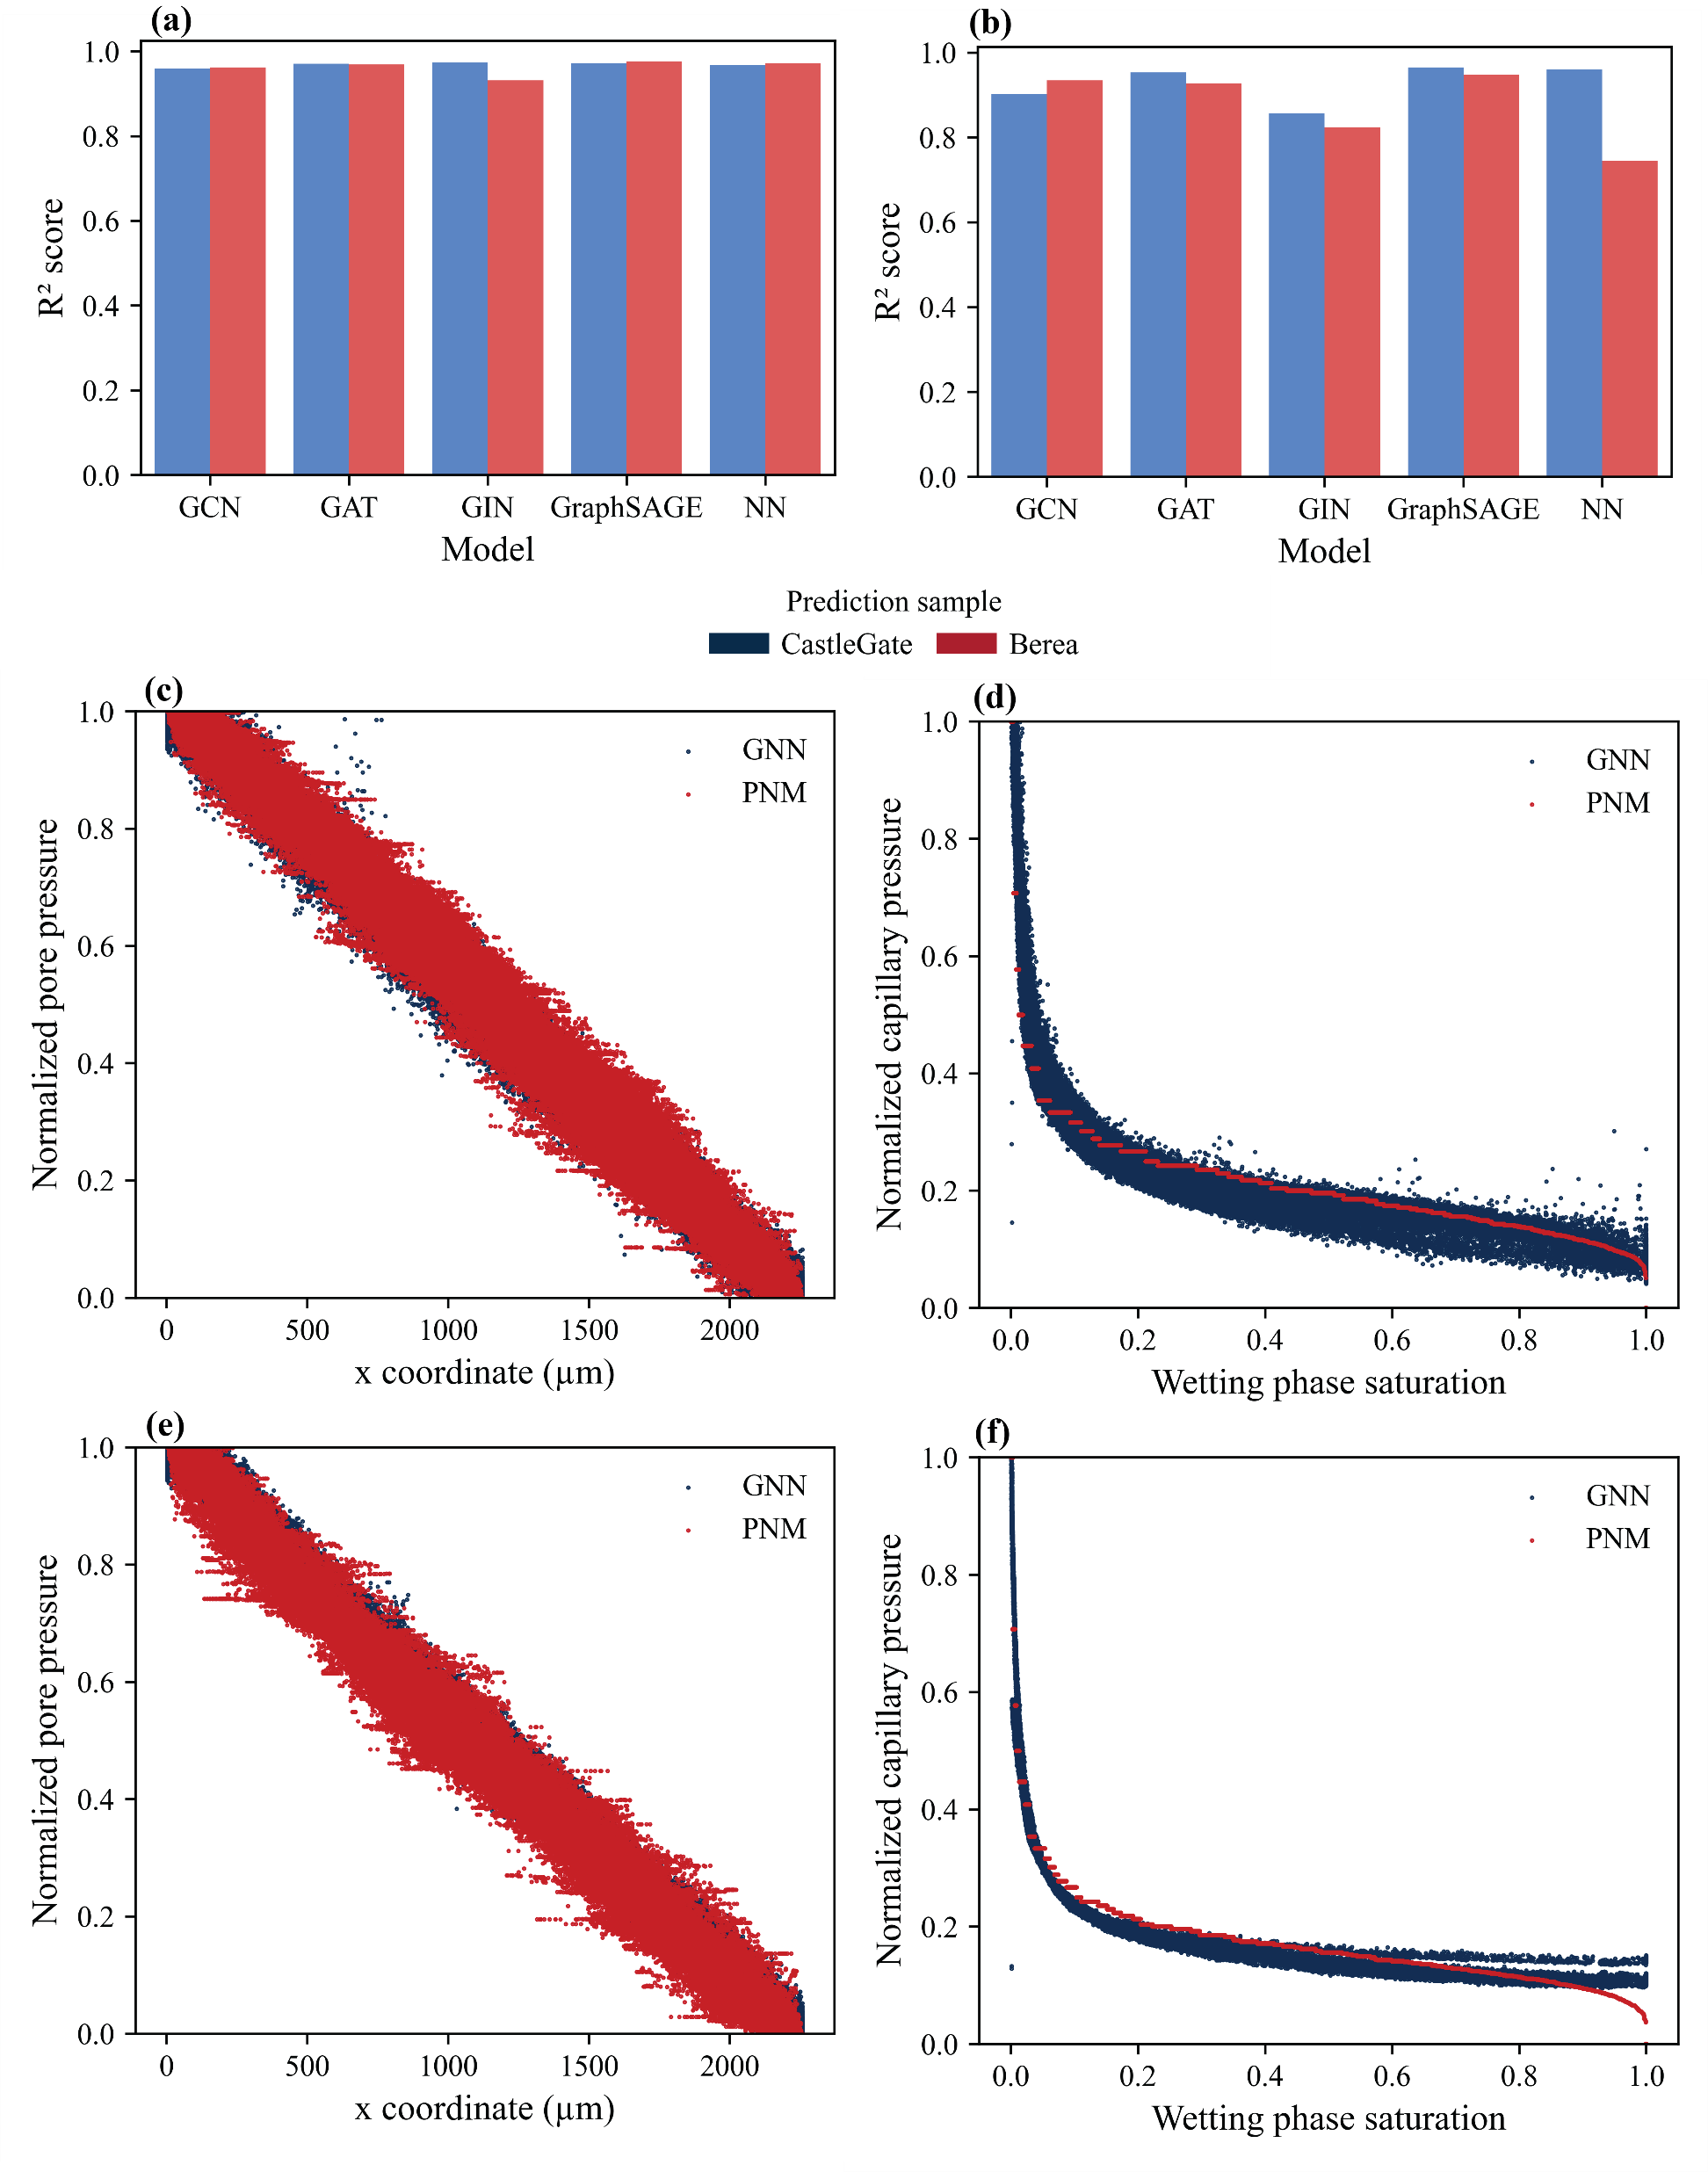 (a)
1.0
0.8
0.6
0.4
0.2
0.0
R² score
GCN GAT GIN GraphSAGE NN
Model
(b)
1.0
0.8
0.6
0.4
0.2
0.0
R² score
GCN GAT GIN GraphSAGE NN
Model
Prediction sample
CastleGate Berea
(c)
1.0
0.8
0.6
0.4
0.2
0.0
Normalized pore pressure
GNN
PNM
0 500 1000 1500 2000
x coordinate (µm)
(d)
1.0
0.8
0.6
0.4
0.2
0.0
Normalized capillary pressure
GNN
PNM
0.0 0.2 0.4 0.6 0.8 1.0
Wetting phase saturation
(e)
1.0
0.8
0.6
0.4
0.2
0.0
Normalized pore pressure
GNN
PNM
0 500 1000 1500 2000
x coordinate (µm)
(f)
1.0
0.8
0.6
0.4
0.2
0.0
Normalized capillary pressure
GNN
PNM
0.0 0.2 0.4 0.6 0.8 1.0
Wetting phase saturation